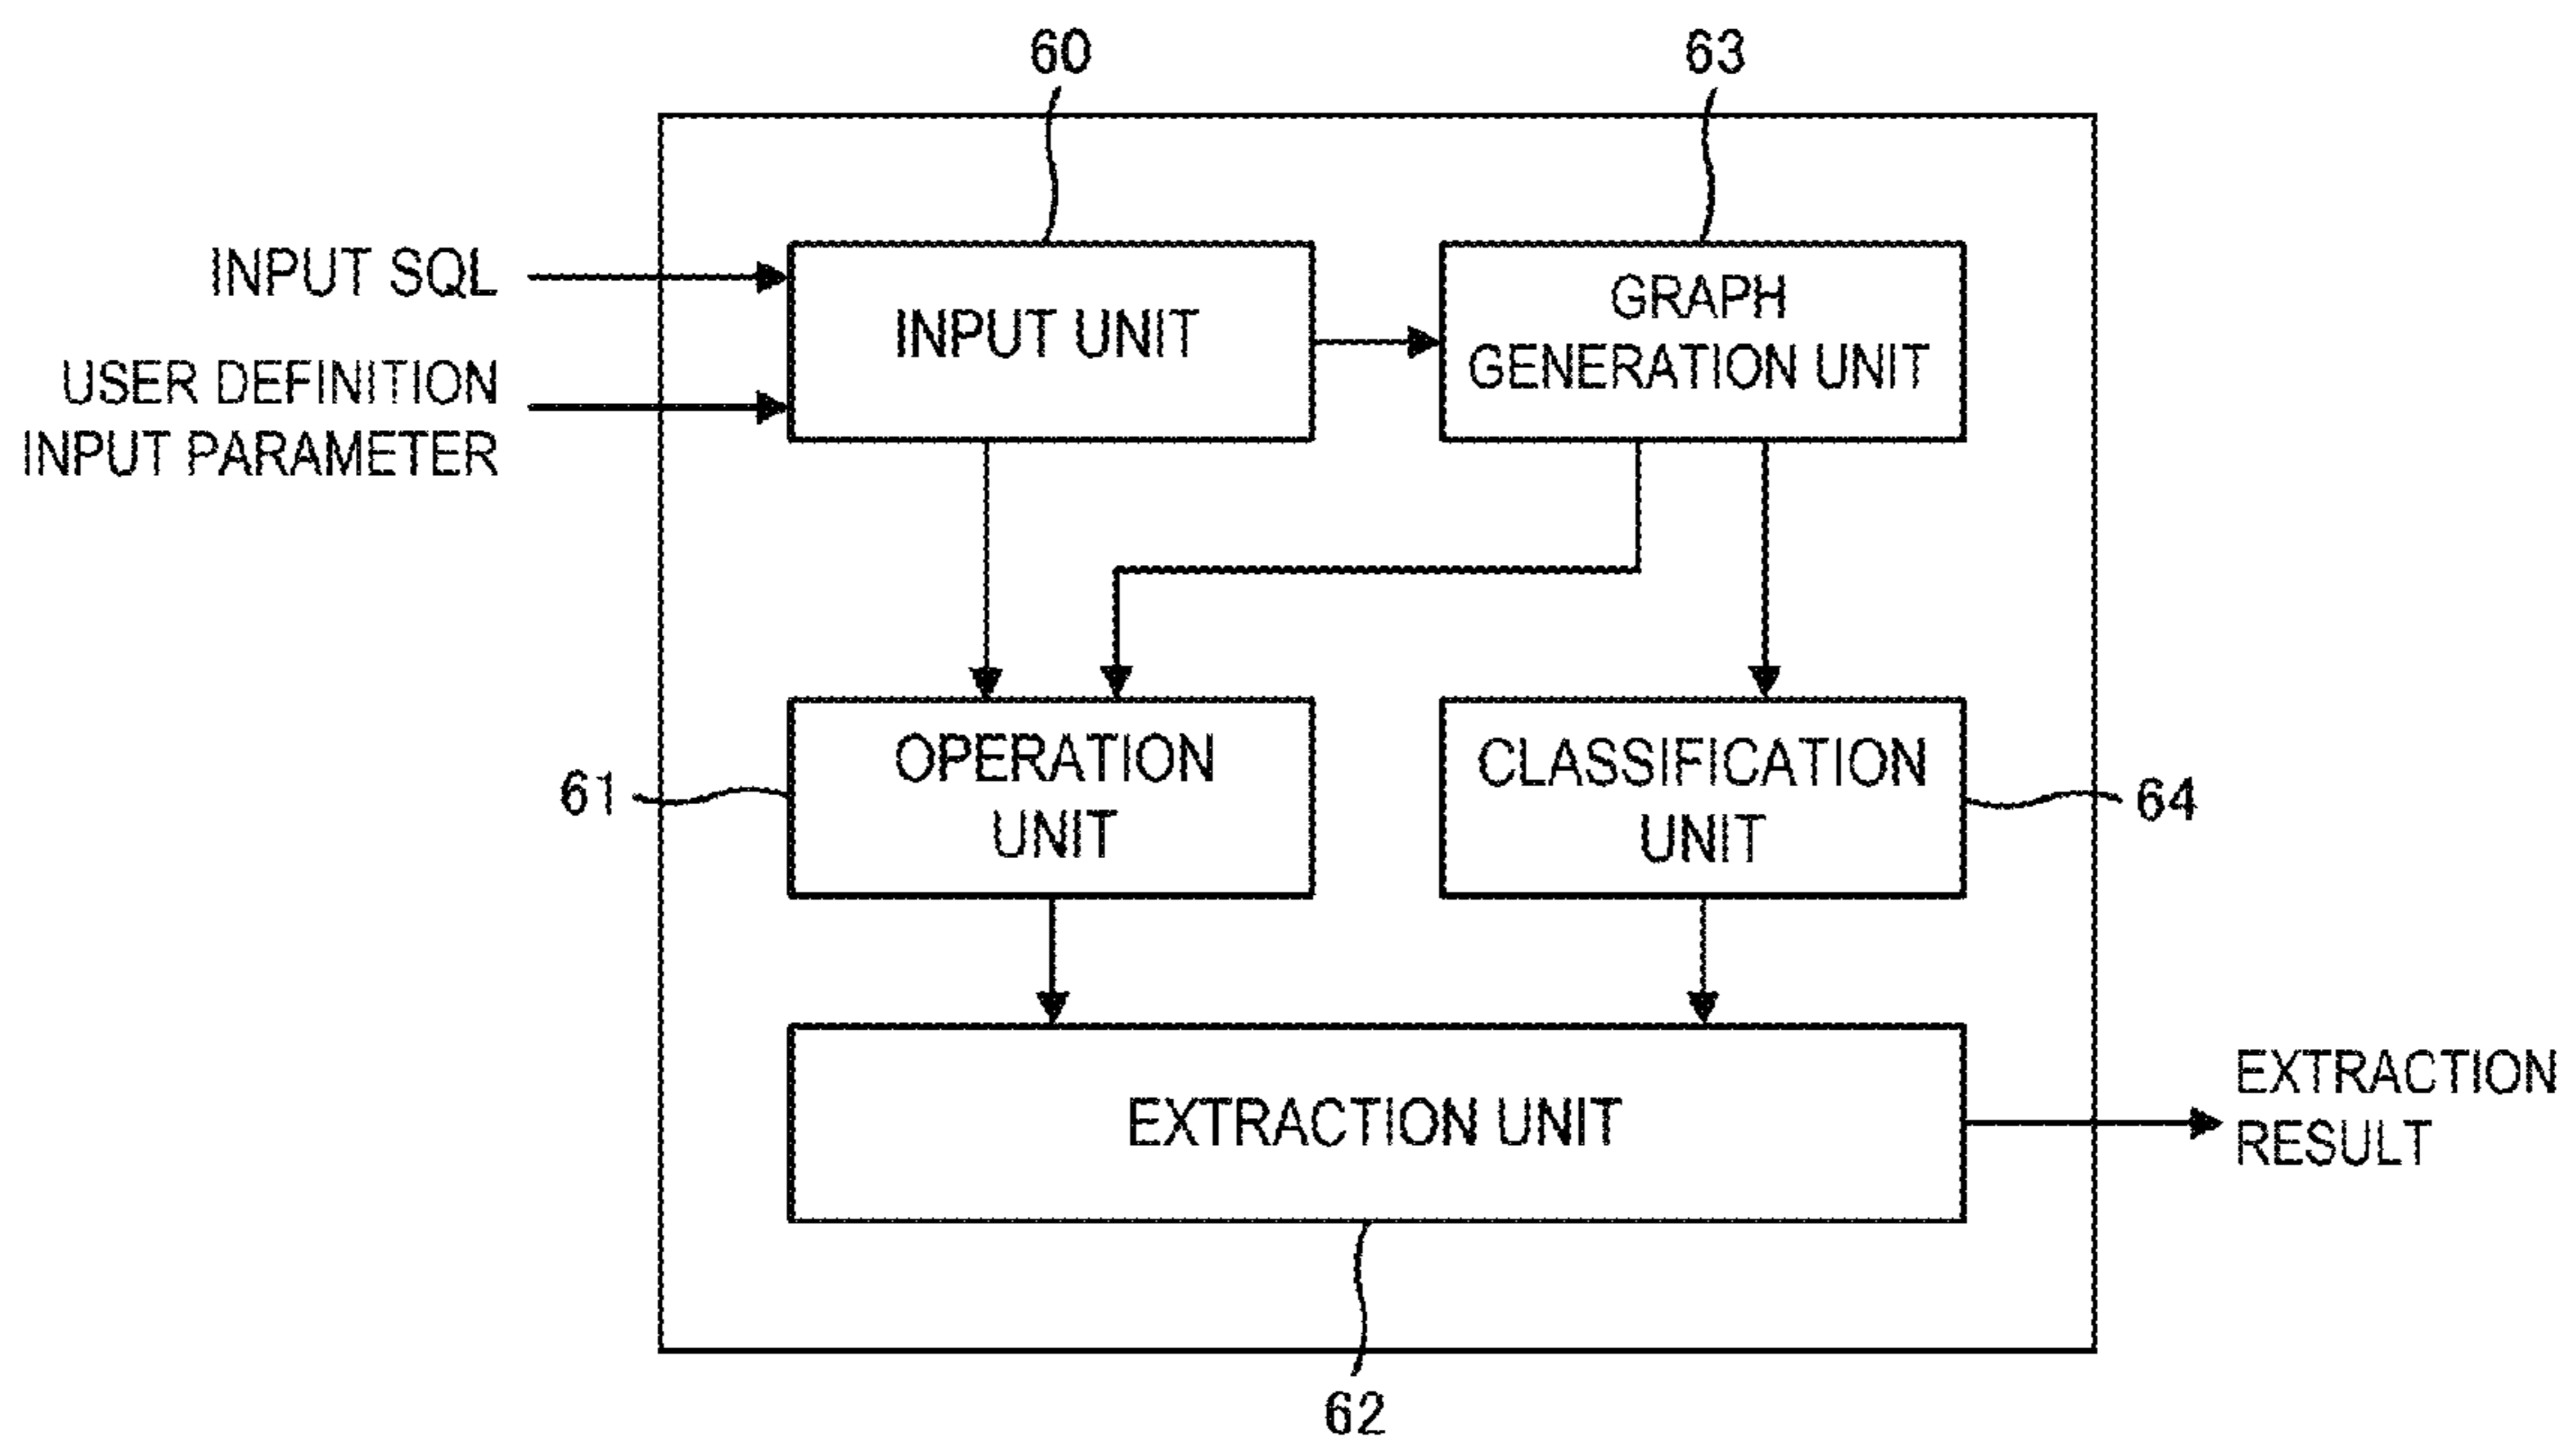 60
63
INPUT SQL
INPUT UNIT
GRAPH
GENERATION UNIT
USER DEFINITION
INPUT PARAMETER
OPERATION
UNIT
CLASSIFICATION
UNIT
61
64
EXTRACTION UNIT
EXTRACTION
RESULT
62